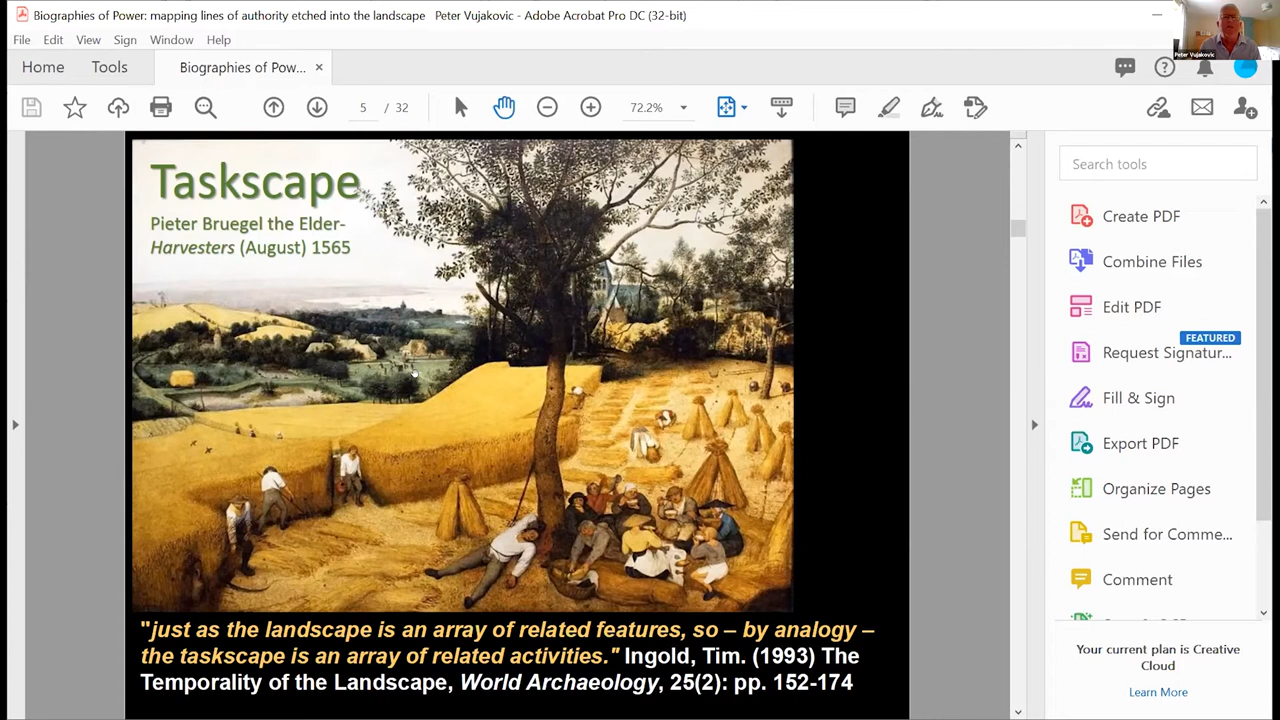 Biographies of Power: mapping lines of authority etched into the landscape Peter Vujakovic - Adobe Acrobat Pro DC (32-bit)
Peter Vujakovic
File Edit View Sign Window Help
Home Tools Biographies of Pow... ×
5 / 32 72.2%
Taskscape
Pieter Bruegel the Elder-
Harvesters (August) 1565
"just as the landscape is an array of related features, so – by analogy –
the taskscape is an array of related activities." Ingold, Tim. (1993) The
Temporality of the Landscape, World Archaeology, 25(2): pp. 152-174
Search tools
Create PDF
Combine Files
Edit PDF
FEATURED
Request Signatur...
Fill & Sign
Export PDF
Organize Pages
Send for Comme...
Comment
Your current plan is Creative
Cloud
Learn More